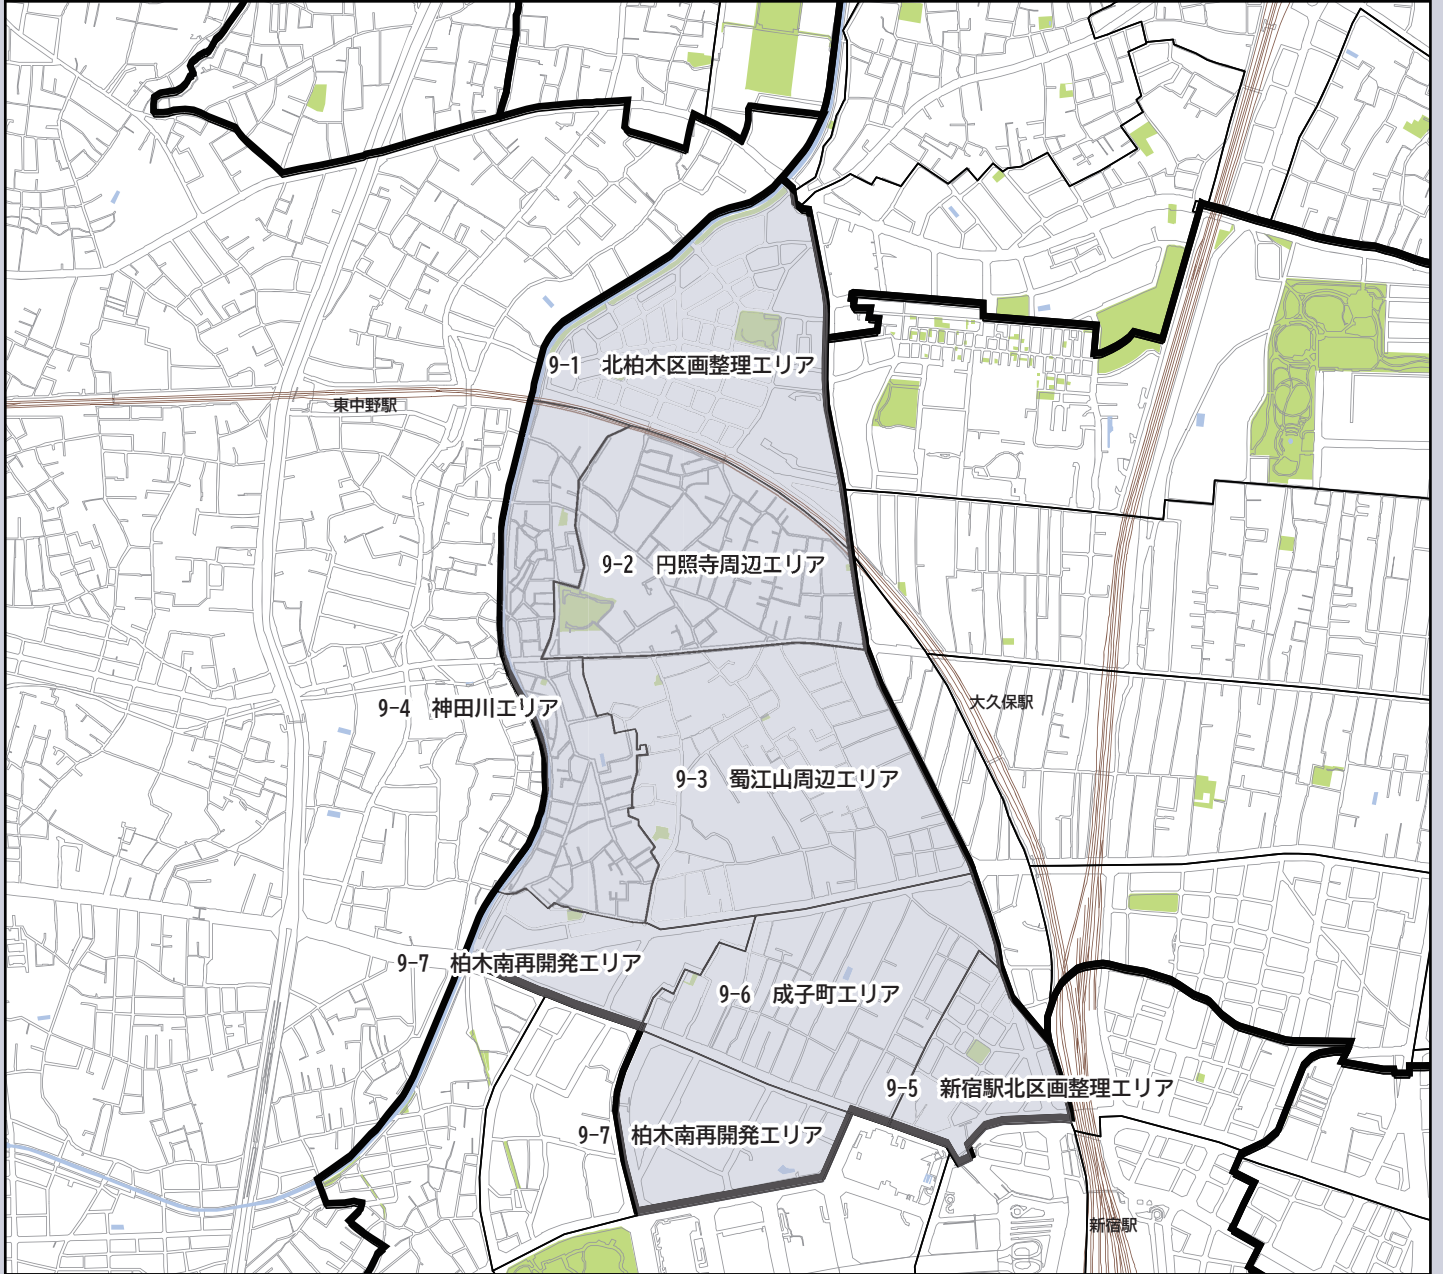 9-1 北柏木区画整理エリア
東中野駅
9-2 円照寺周辺エリア
大久保駅
9-4 神田川エリア
9-3 蜀江山周辺エリア
9-7 柏木南再開発エリア
9-6 成子町エリア
9-5 新宿駅北区画整理エリア
9-7 柏木南再開発エリア
新宿駅